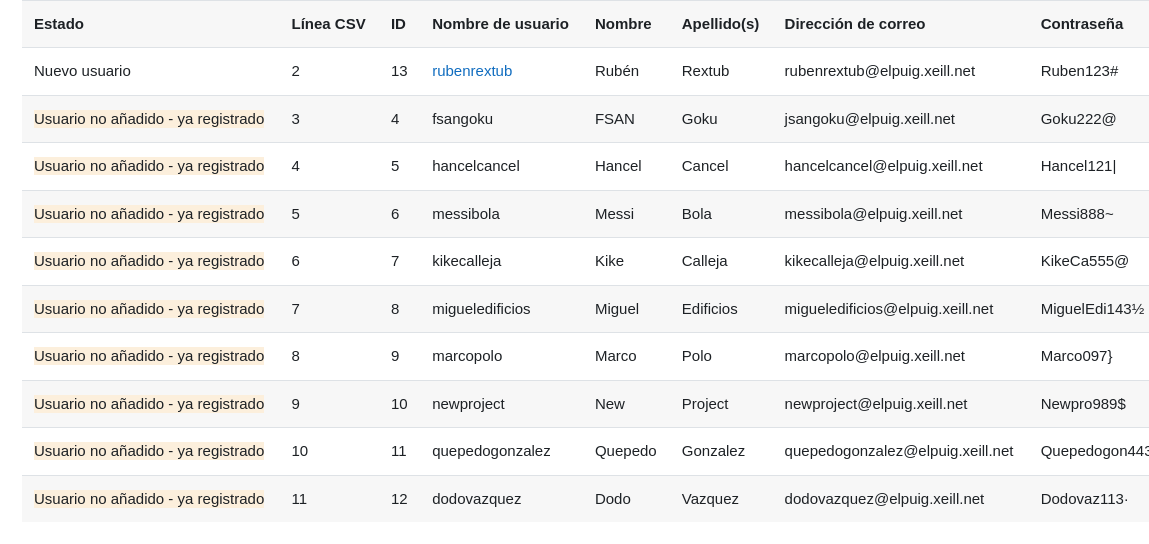 Estado Línea CSV ID Nombre de usuario Nombre Apellido(s) Dirección de correo Contraseña
Nuevo usuario 2 13 rubenrextub Rubén Rextub rubenrextub@elpuig.xeill.net Ruben123#
Usuario no añadido - ya registrado 3 4 fsangoku FSAN Goku jsangoku@elpuig.xeill.net Goku222@
Usuario no añadido - ya registrado 4 5 hancelcancel Hancel Cancel hancelcancel@elpuig.xeill.net Hancel121|
Usuario no añadido - ya registrado 5 6 messibola Messi Bola messibola@elpuig.xeill.net Messi888~
Usuario no añadido - ya registrado 6 7 kikecalleja Kike Calleja kikecalleja@elpuig.xeill.net KikeCa555@
Usuario no añadido - ya registrado 7 8 migueledificios Miguel Edificios migueledificios@elpuig.xeill.net MiguelEdi143½
Usuario no añadido - ya registrado 8 9 marcopolo Marco Polo marcopolo@elpuig.xeill.net Marco097}
Usuario no añadido - ya registrado 9 10 newproject New Project newproject@elpuig.xeill.net Newpro989$
Usuario no añadido - ya registrado 10 11 quepedogonzalez Quepedo Gonzalez quepedogonzalez@elpuig.xeill.net Quepedogon443
Usuario no añadido - ya registrado 11 12 dodovazquez Dodo Vazquez dodovazquez@elpuig.xeill.net Dodovaz113·